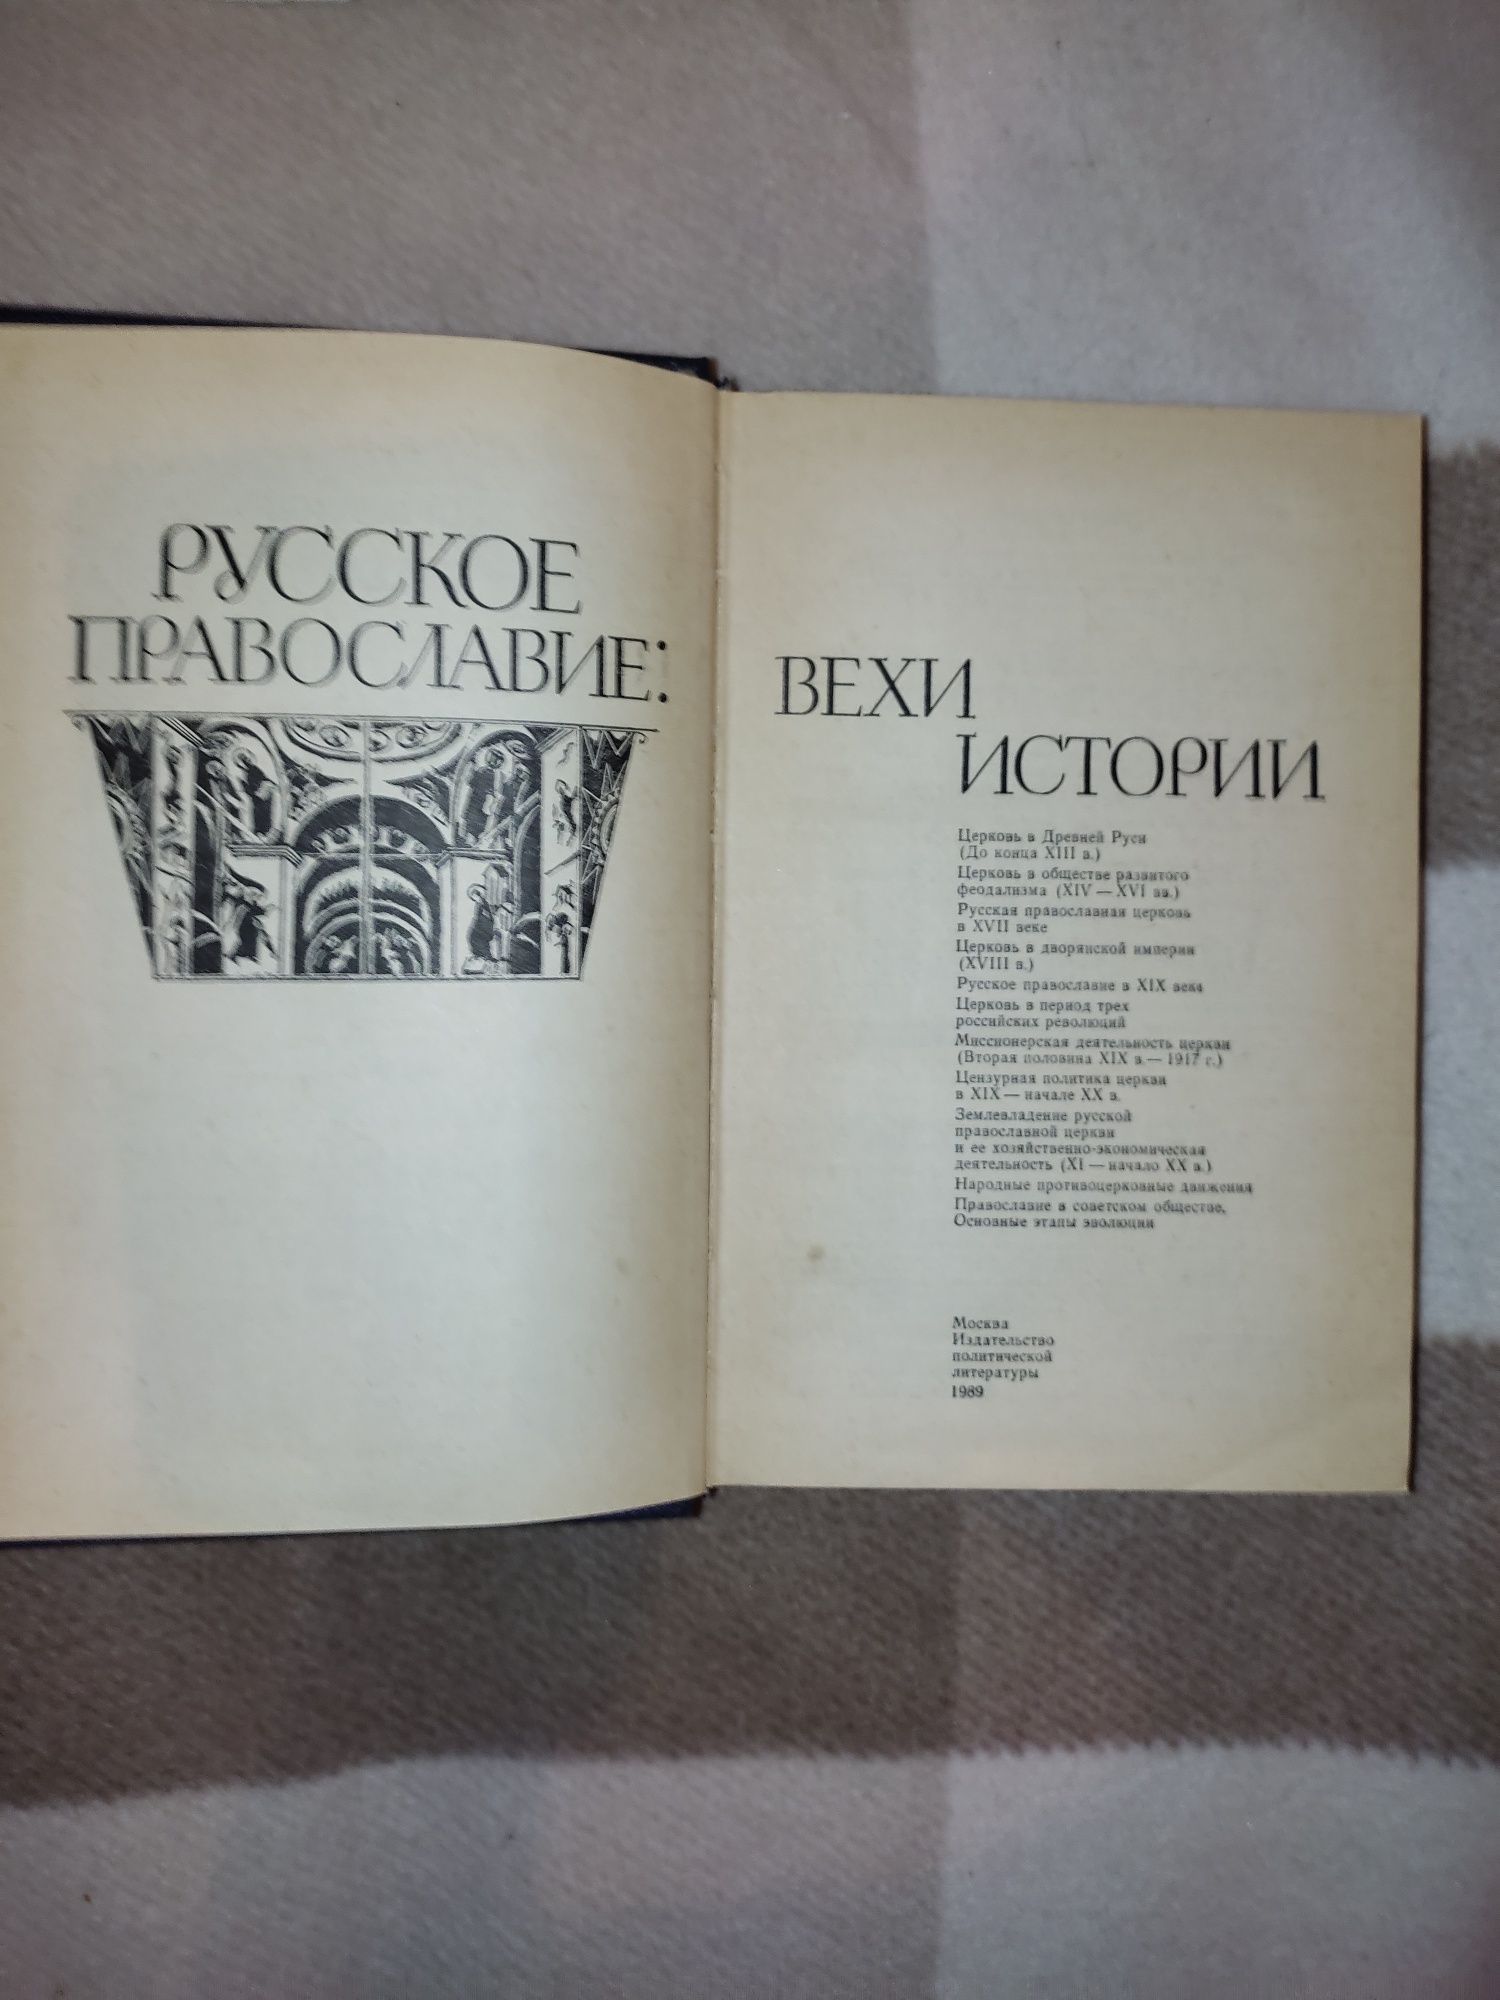 РУССКОЕ
ПРАВОСЛАВИЕ:
ВЕХИ
ИСТОРИИ
Церковь в Древней Руси
(До конца XIII в.)
Церковь в обществе развитого
феодализма (XIV — XVI вв.)
Русская православная церковь
в XVII веке
Церковь в дворянской империи
(XVIII в.)
Русское православие в XIX веке
Церковь в период трех
российских революций
Миссионерская деятельность церкви
(Вторая половина XIX в. — 1917 г.)
Цензурная политика церкви
в XIX — начале XX в.
Землевладение русской
православной церкви
и ее хозяйственно-экономическая
деятельность (XI — начало XX в.)
Народные противоцерковные движения
Православие в советском обществе.
Основные этапы эволюции
Москва
Издательство
политической
литературы
1989